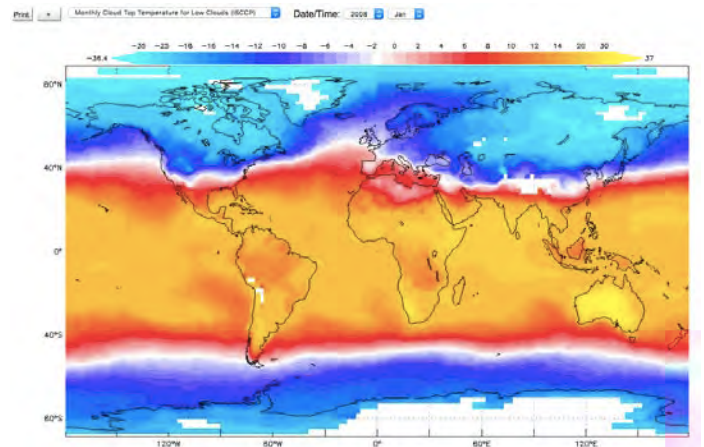 Print + Monthly Cloud Top Temperature for Low Clouds (ISCCP) Date/Time: 2008 Jan
-26.4 -20 -16 -14 -12 -10 -8 -6 -4 -2 0 2 4 6 8 10 12 14 16 20 30 37
80°N
40°N
0°
40°S
80°S
120°W 60°W 0°E 60°E 120°E